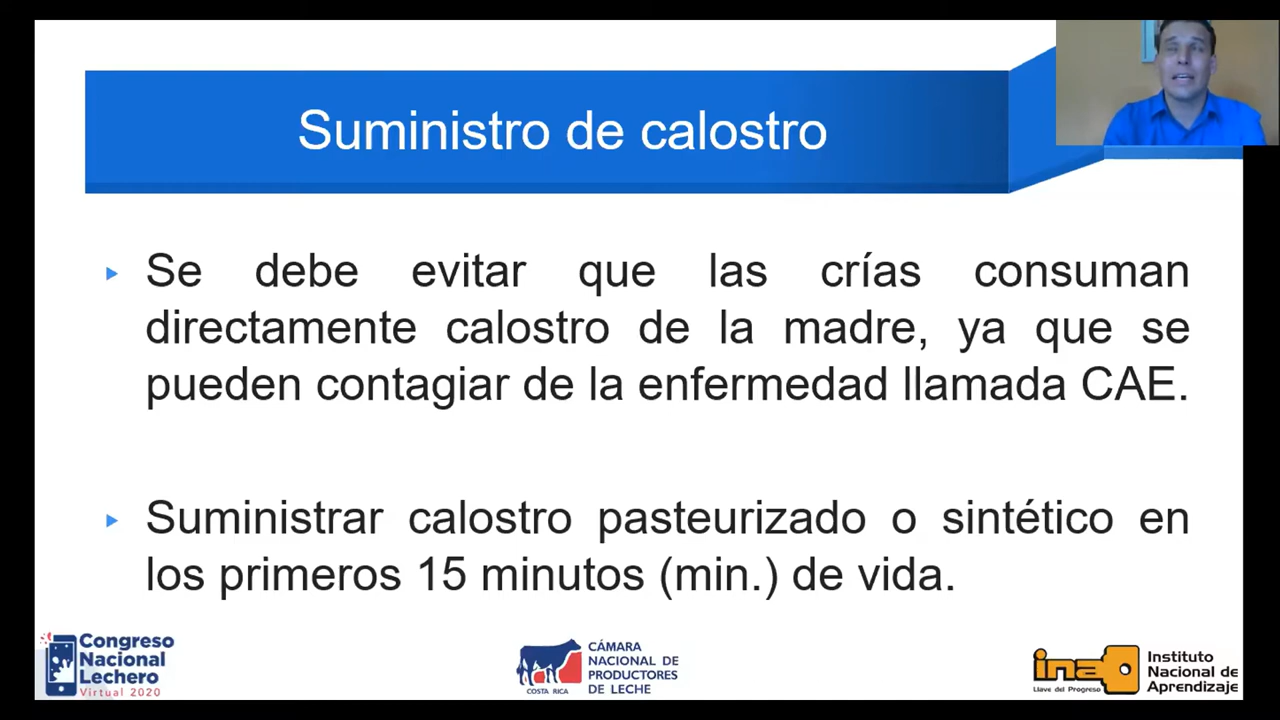 Suministro de calostro
Se debe evitar que las crías consuman
directamente calostro de la madre, ya que se
pueden contagiar de la enfermedad llamada CAE.
Suministrar calostro pasteurizado o sintético en
los primeros 15 minutos (min.) de vida.
Congreso
Nacional
Lechero
Virtual 2020
CÁMARA
NACIONAL DE
PRODUCTORES
DE LECHE
COSTA RICA
ina
Llave del Progreso
Instituto
Nacional de
Aprendizaje